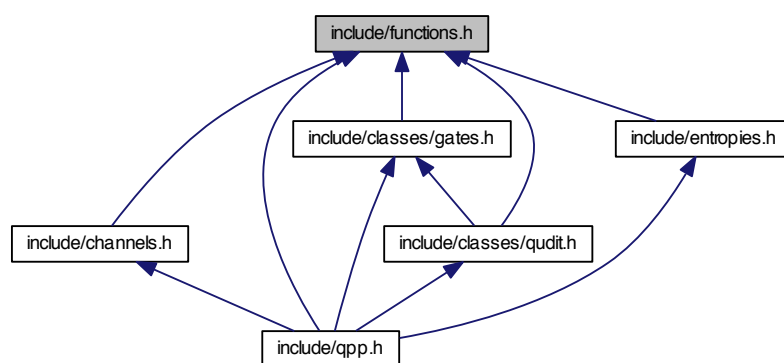 include/functions.h
include/classes/gates.h
include/entropies.h
include/channels.h
include/classes/qudit.h
include/qpp.h